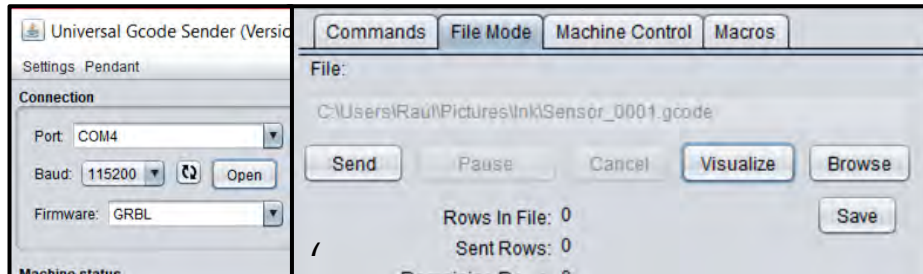 Universal Gcode Sender (Versic
Settings Pendant
Connection
Port: COM4
Baud: 115200 Open
Firmware: GRBL
Machine status
Commands File Mode Machine Control Macros
File:
C:\Users\Raul\Pictures\Ink\Sensor_0001.gcode
Send Pause Cancel Visualize Browse
Rows In File: 0 Save
Sent Rows: 0